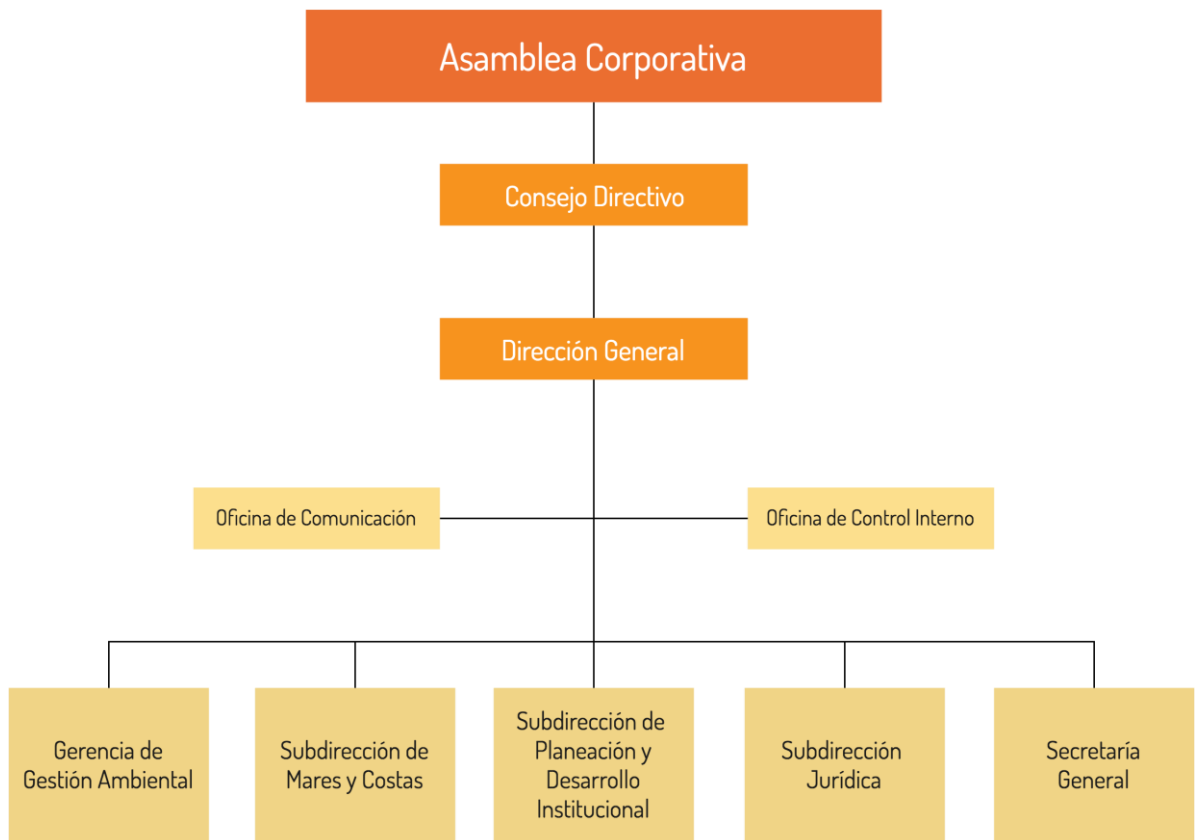 Asamblea Corporativa
Consejo Directivo
Dirección General
Oficina de Comunicación
Oficina de Control Interno
Gerencia de
Gestión Ambiental
Subdirección de
Mares y Costas
Subdirección de
Planeación y
Desarrollo
Institucional
Subdirección
Jurídica
Secretaría
General